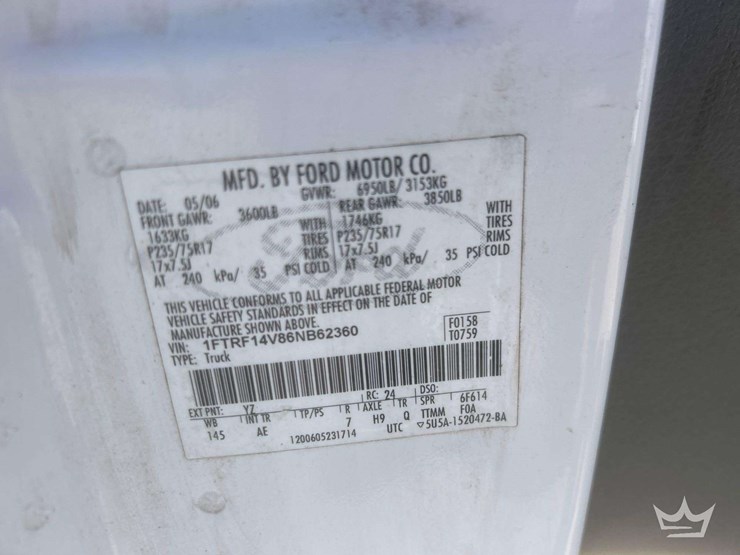 MFD. BY FORD MOTOR CO.
DATE: 05/06 GVWR: 6950LB/ 3153KG
FRONT GAWR: 3600LB REAR GAWR: 3850LB
1633KG WITH 1746KG WITH
P235/75R17 TIRES P235/75R17 TIRES
17x7.5J RIMS 17x7.5J RIMS
AT 240 kPa/ 35 PSI COLD AT 240 kPa/ 35 PSI COLD
THIS VEHICLE CONFORMS TO ALL APPLICABLE FEDERAL MOTOR
VEHICLE SAFETY STANDARDS IN EFFECT ON THE DATE OF
MANUFACTURE SHOWN ABOVE.
VIN: 1FTRF14V86NB62360 F0158
TYPE: Truck T0759
EXT PNT: YZ RC: 24 DSO:
WB INT TR TP/PS R AXLE TR SPR 6F614
145 AE 7 H9 Q TTMM F0A
1200605231714 UTC ▽5U5A-1520472-BA
Ford